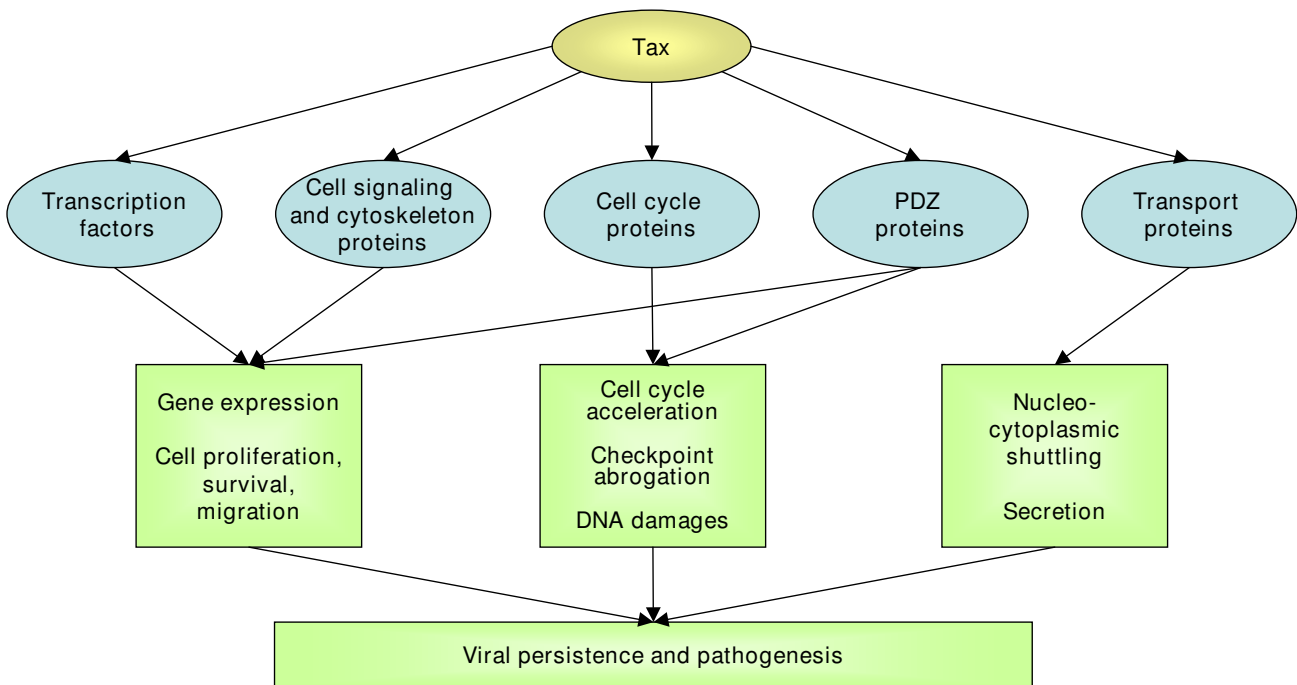 Tax
Transcription
factors
Cell signaling
and cytoskeleton
proteins
Cell cycle
proteins
PDZ
proteins
Transport
proteins
Gene expression
Cell proliferation,
survival,
migration
Cell cycle
acceleration
Checkpoint
abrogation
DNA damages
Nucleo-
cytoplasmic
shuttling
Secretion
Viral persistence and pathogenesis